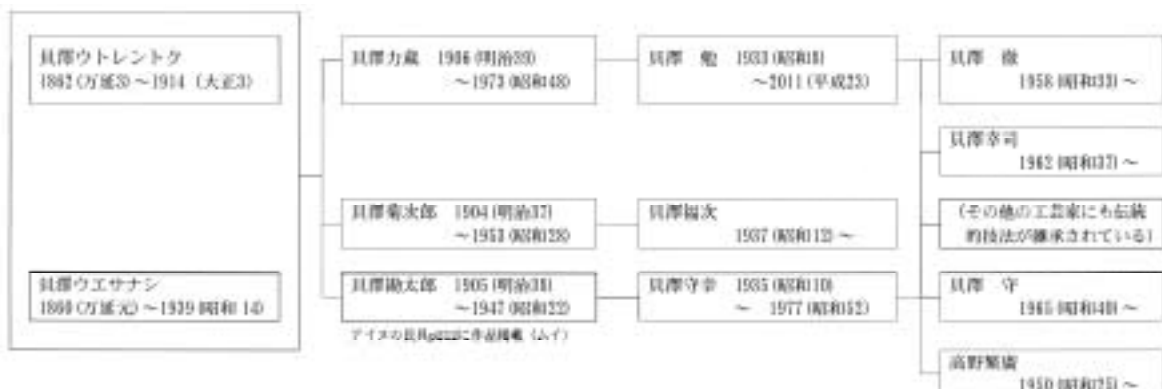 貝澤ウトレントク
1862(万延3)～1914（大正3）
貝澤ウエサナシ
1860(万延元)～1939(昭和14)
貝澤力蔵 1906(明治39)
～1973(昭和48)
貝澤菊次郎 1904(明治37)
～1953(昭和28)
貝澤勘太郎 1905(明治38)
～1947(昭和22)
アイヌの民具に作品掲載（ムイ）
貝澤 勉 1933(昭和8)
～2011(平成23)
貝澤福次
1937(昭和12)～
貝澤守幸 1935(昭和10)
～ 1977(昭和52)
貝澤 徹
1958(昭和33)～
貝澤幸司
1962(昭和37)～
（その他の工芸家にも伝統
的技法が継承されている）
貝澤 守
1965(昭和40)～
高野繁廣
1950(昭和25)～